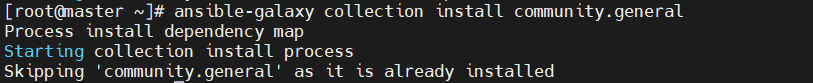 [root@master ~]# ansible-galaxy collection install community.general
Process install dependency map
Starting collection install process
Skipping 'community.general' as it is already installed